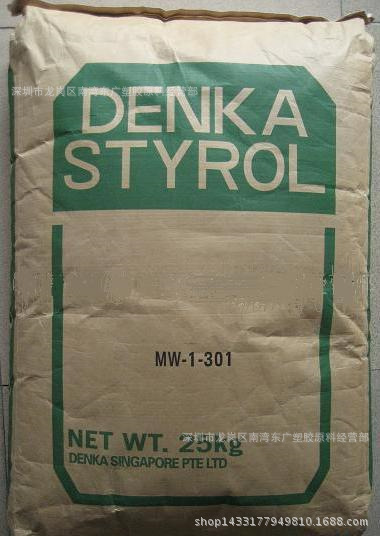 深圳市龙岗区南湾东广塑胶原料经营部
DENKA
STYROL
MW-1-301
深圳市龙岗区南湾东广塑胶原料经营部
NET WT. 25kg
DENKA SINGAPORE PTE LTD
shop1433177949810.1688.com